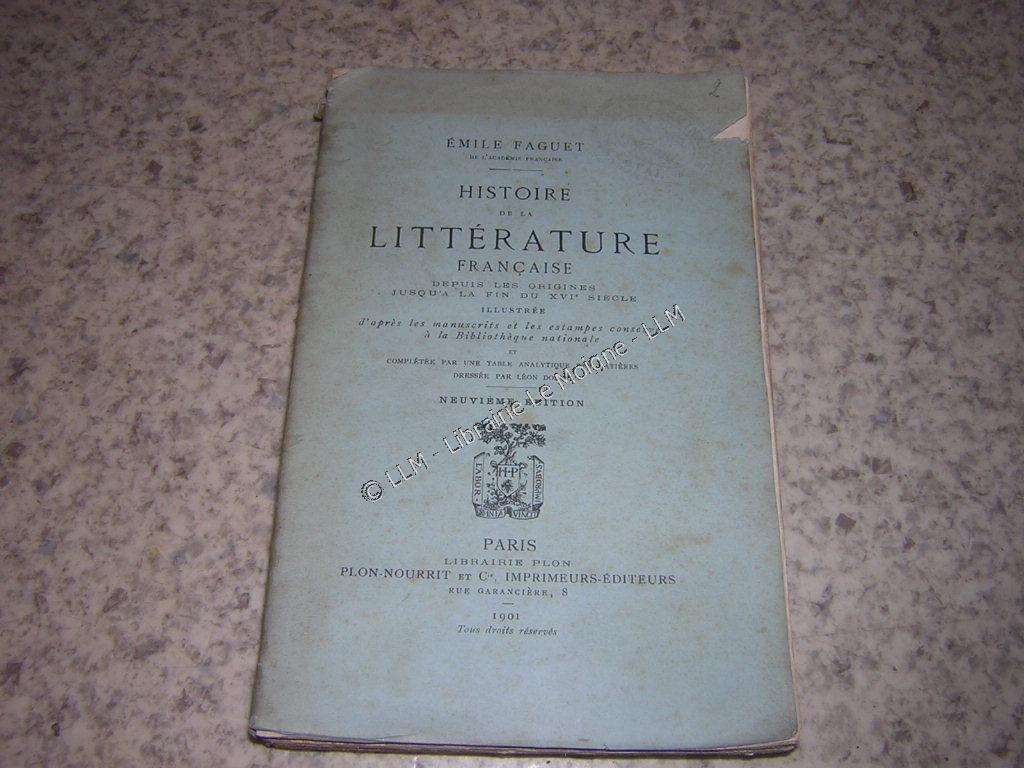 2
ÉMILE FAGUET
DE L'ACADÉMIE FRANÇAISE
HISTOIRE
DE LA
LITTÉRATURE
FRANÇAISE
DEPUIS LES ORIGINES
JUSQU'A LA FIN DU XVIᵉ SIÈCLE
ILLUSTRÉE
d'après les manuscrits et les estampes
à la Bibliothèque nationale
ET
COMPLÉTÉE PAR UNE TABLE ANALYTIQUE
DRESSÉE PAR LÉON
NEUVIÈME ÉDITION
LABOR
H·P
IMPROBVS
OMNIA VINCIT
PARIS
LIBRAIRIE PLON
PLON-NOURRIT ET Cⁱᵉ, IMPRIMEURS-ÉDITEURS
RUE GARANCIÈRE, 8
1901
Tous droits réservés
© LLM - Librairie Le Moigne - LLM